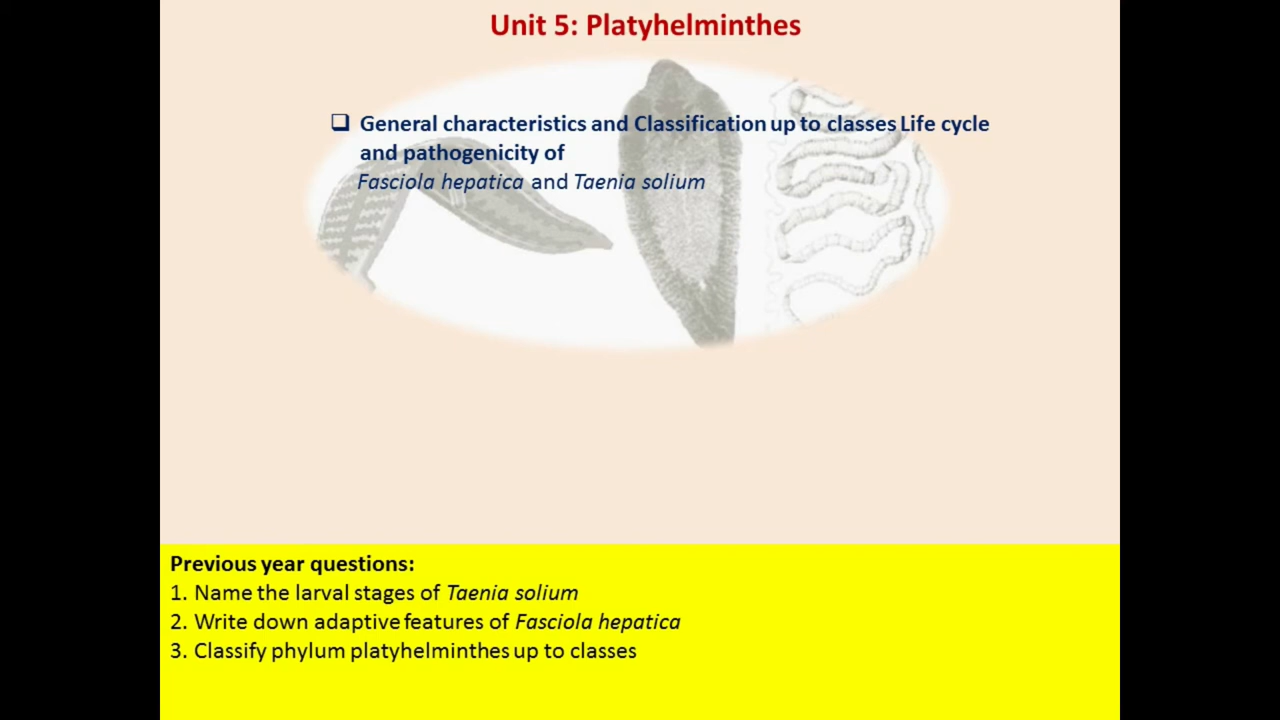 Unit 5: Platyhelminthes
❑ General characteristics and Classification up to classes Life cycle
and pathogenicity of
Fasciola hepatica and Taenia solium
Previous year questions:
1. Name the larval stages of Taenia solium
2. Write down adaptive features of Fasciola hepatica
3. Classify phylum platyhelminthes up to classes